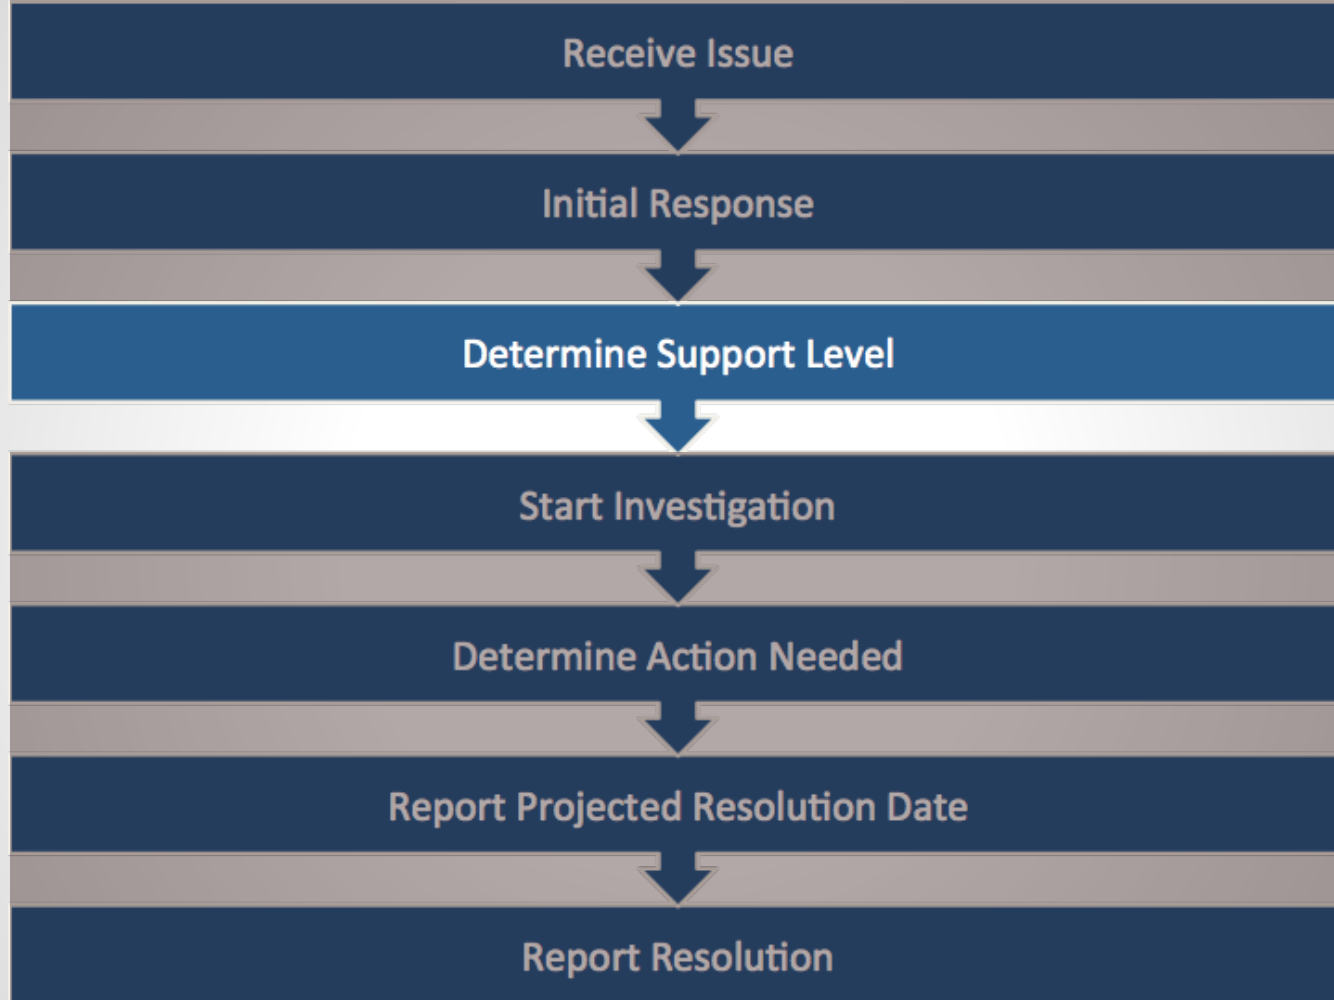 Receive Issue
Initial Response
Determine Support Level
Start Investigation
Determine Action Needed
Report Projected Resolution Date
Report Resolution